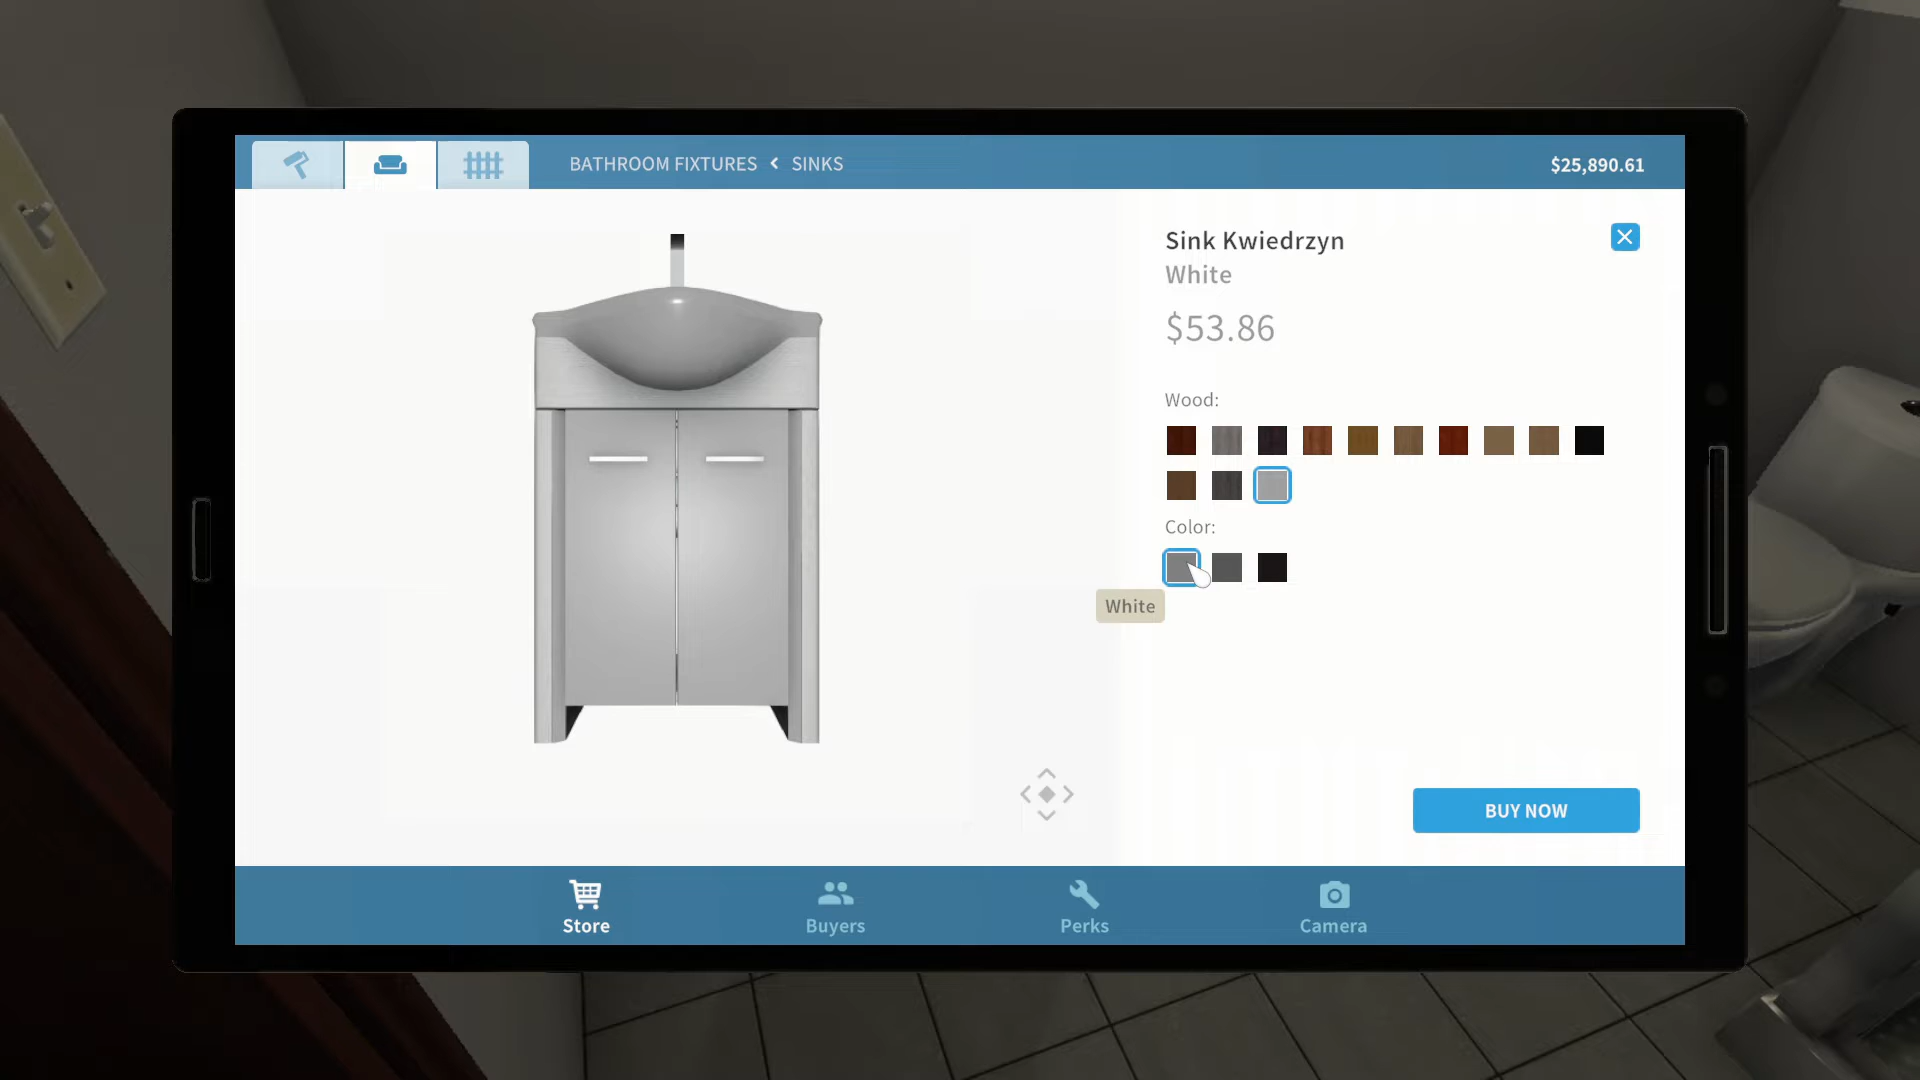 BATHROOM FIXTURES < SINKS
$25,890.61
Sink Kwiedrzyn
White
$53.86
Wood:
Color:
White
BUY NOW
Store
Buyers
Perks
Camera